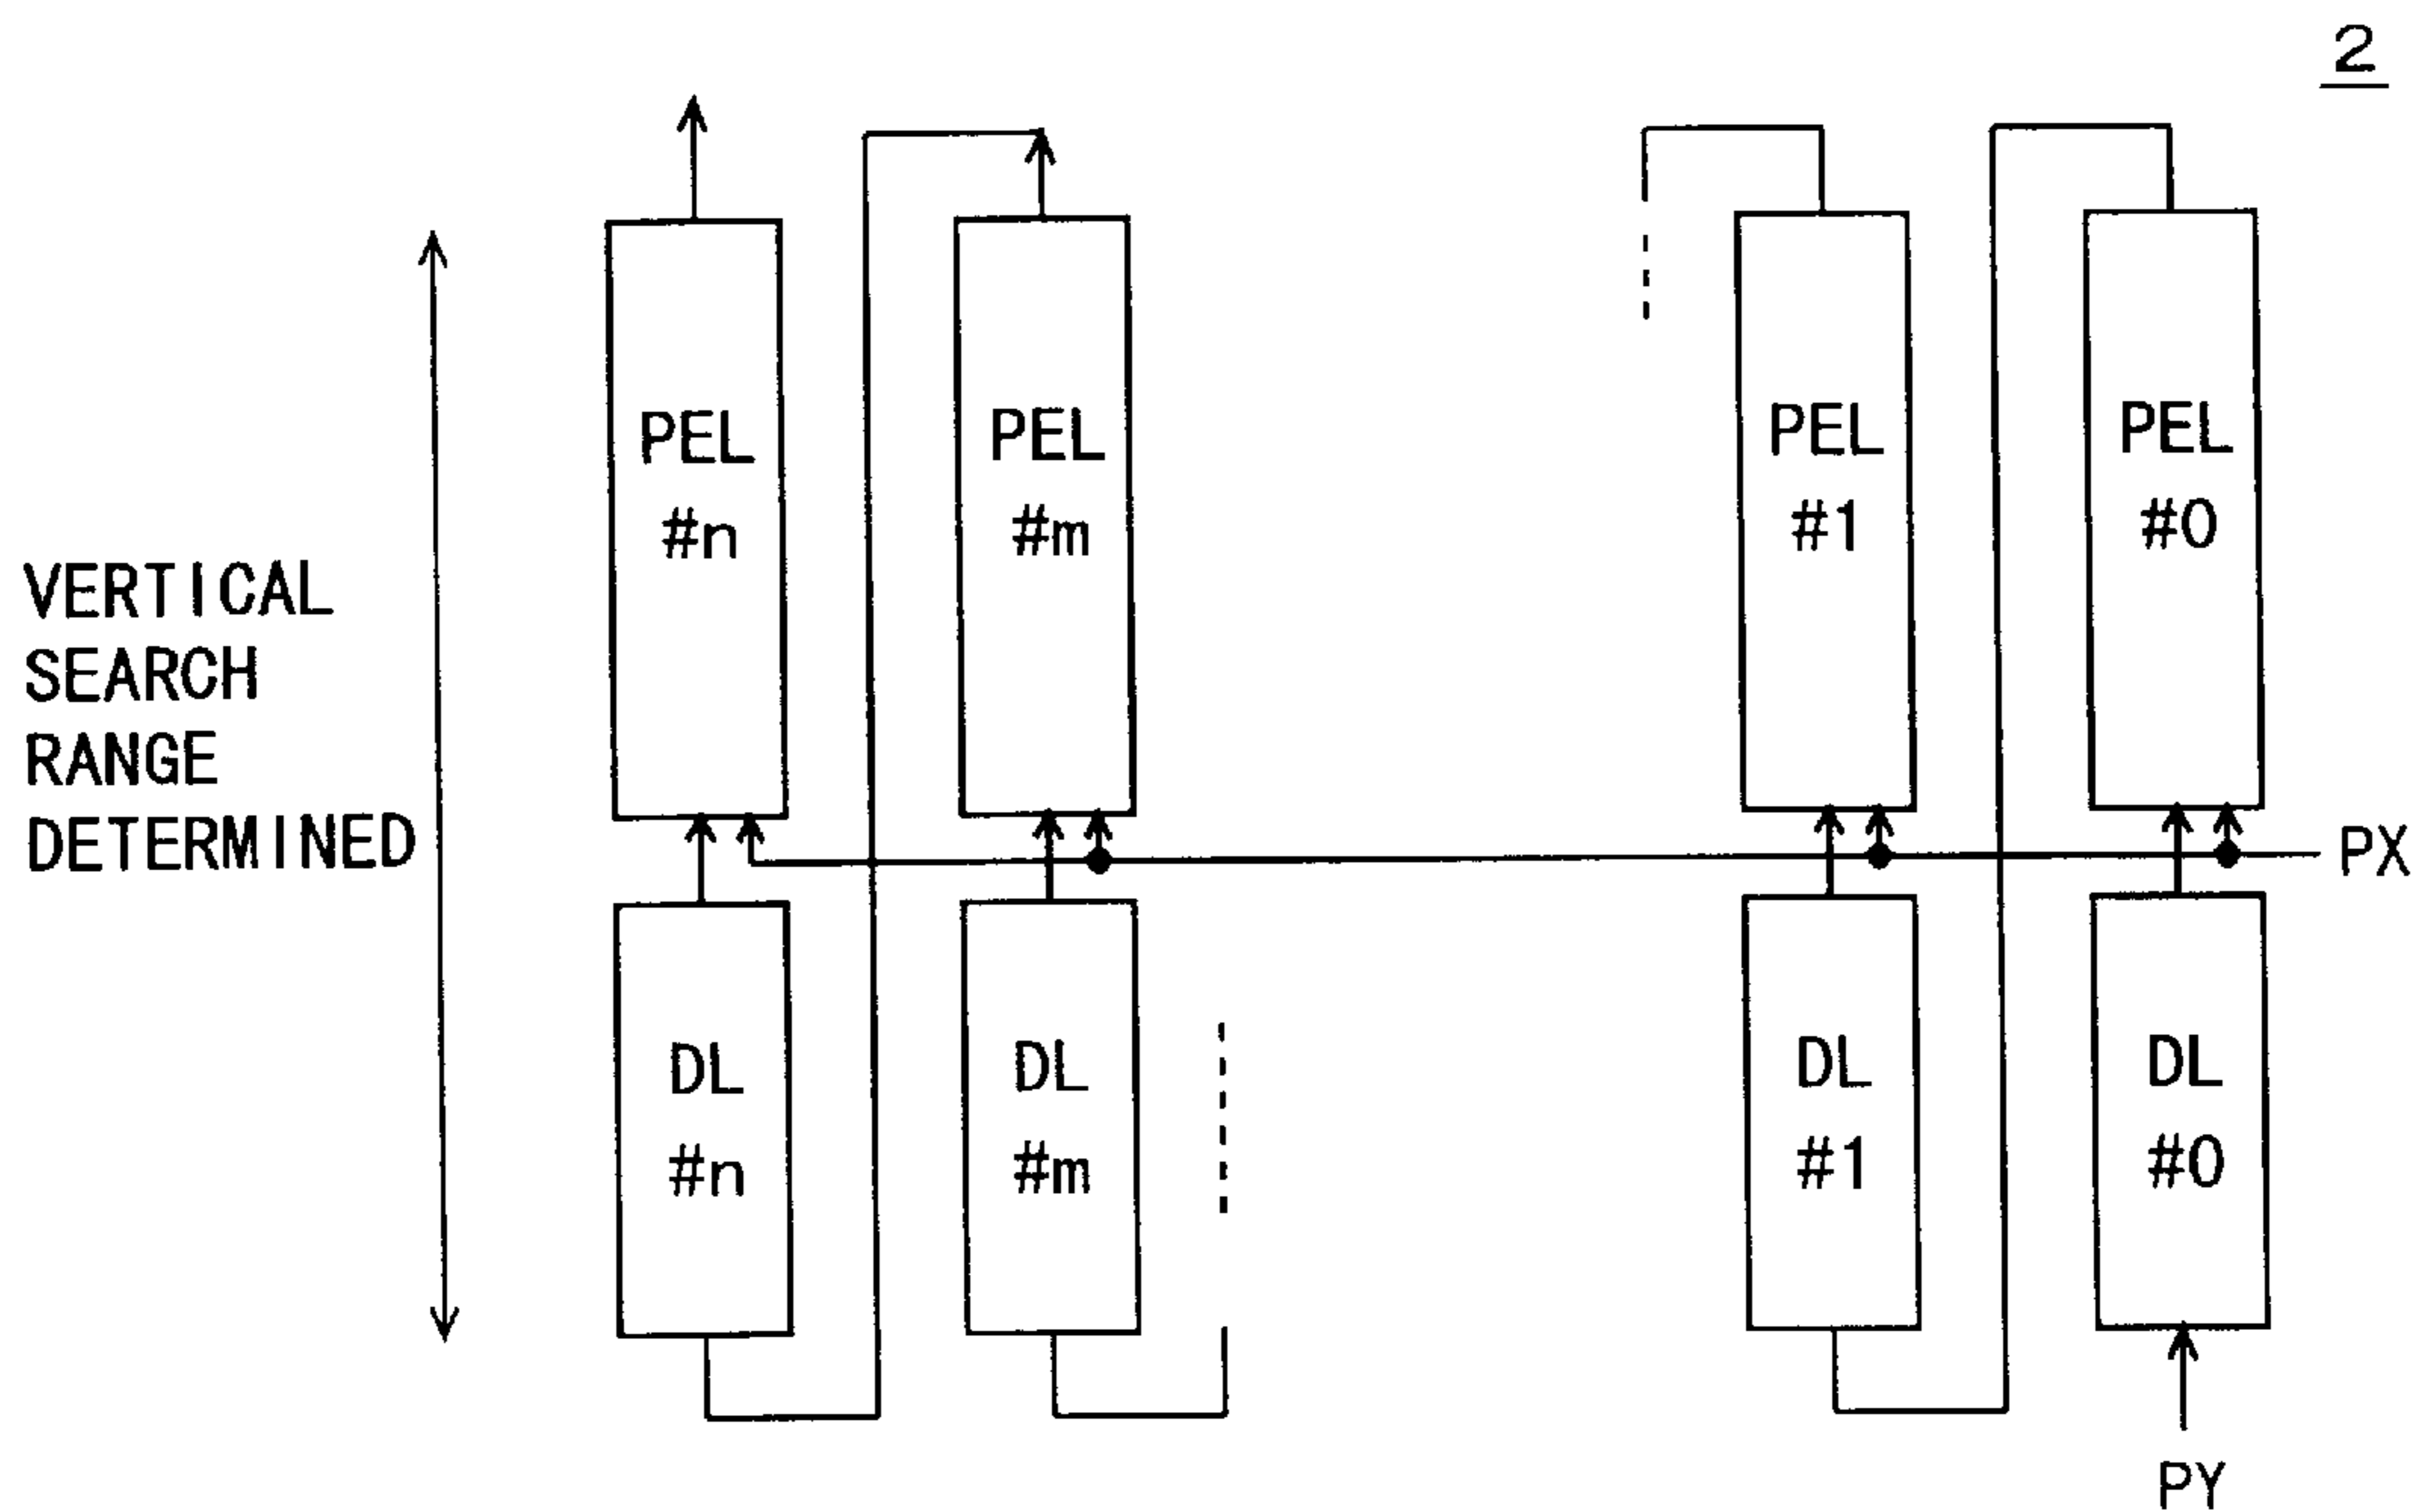 2
PEL #n
PEL #m
PEL #1
PEL #0
VERTICAL
SEARCH
RANGE
DETERMINED
PX
DL #n
DL #m
DL #1
DL #0
PY